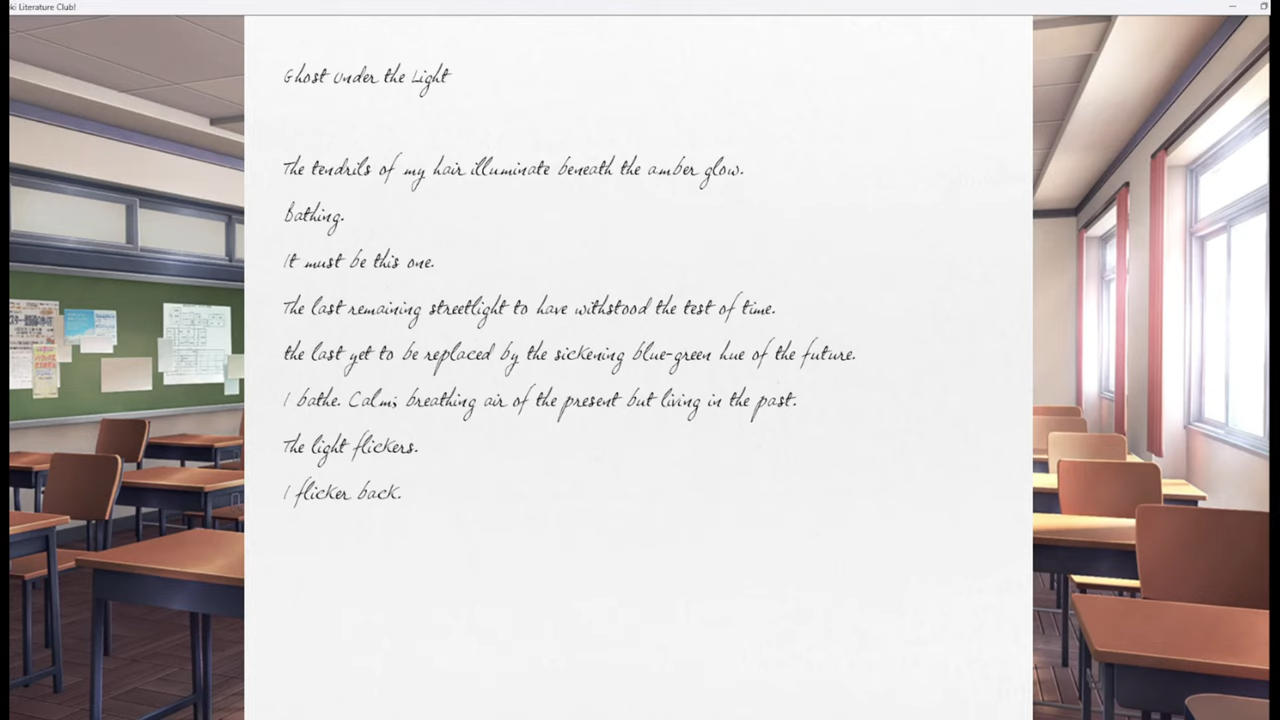 ki Literature Club!
Ghost Under the Light
The tendrils of my hair illuminate beneath the amber glow.
Bathing.
It must be this one.
The last remaining streetlight to have withstood the test of time.
the last yet to be replaced by the sickening blue-green hue of the future.
I bathe. Calm; breathing air of the present but living in the past.
The light flickers.
I flicker back.